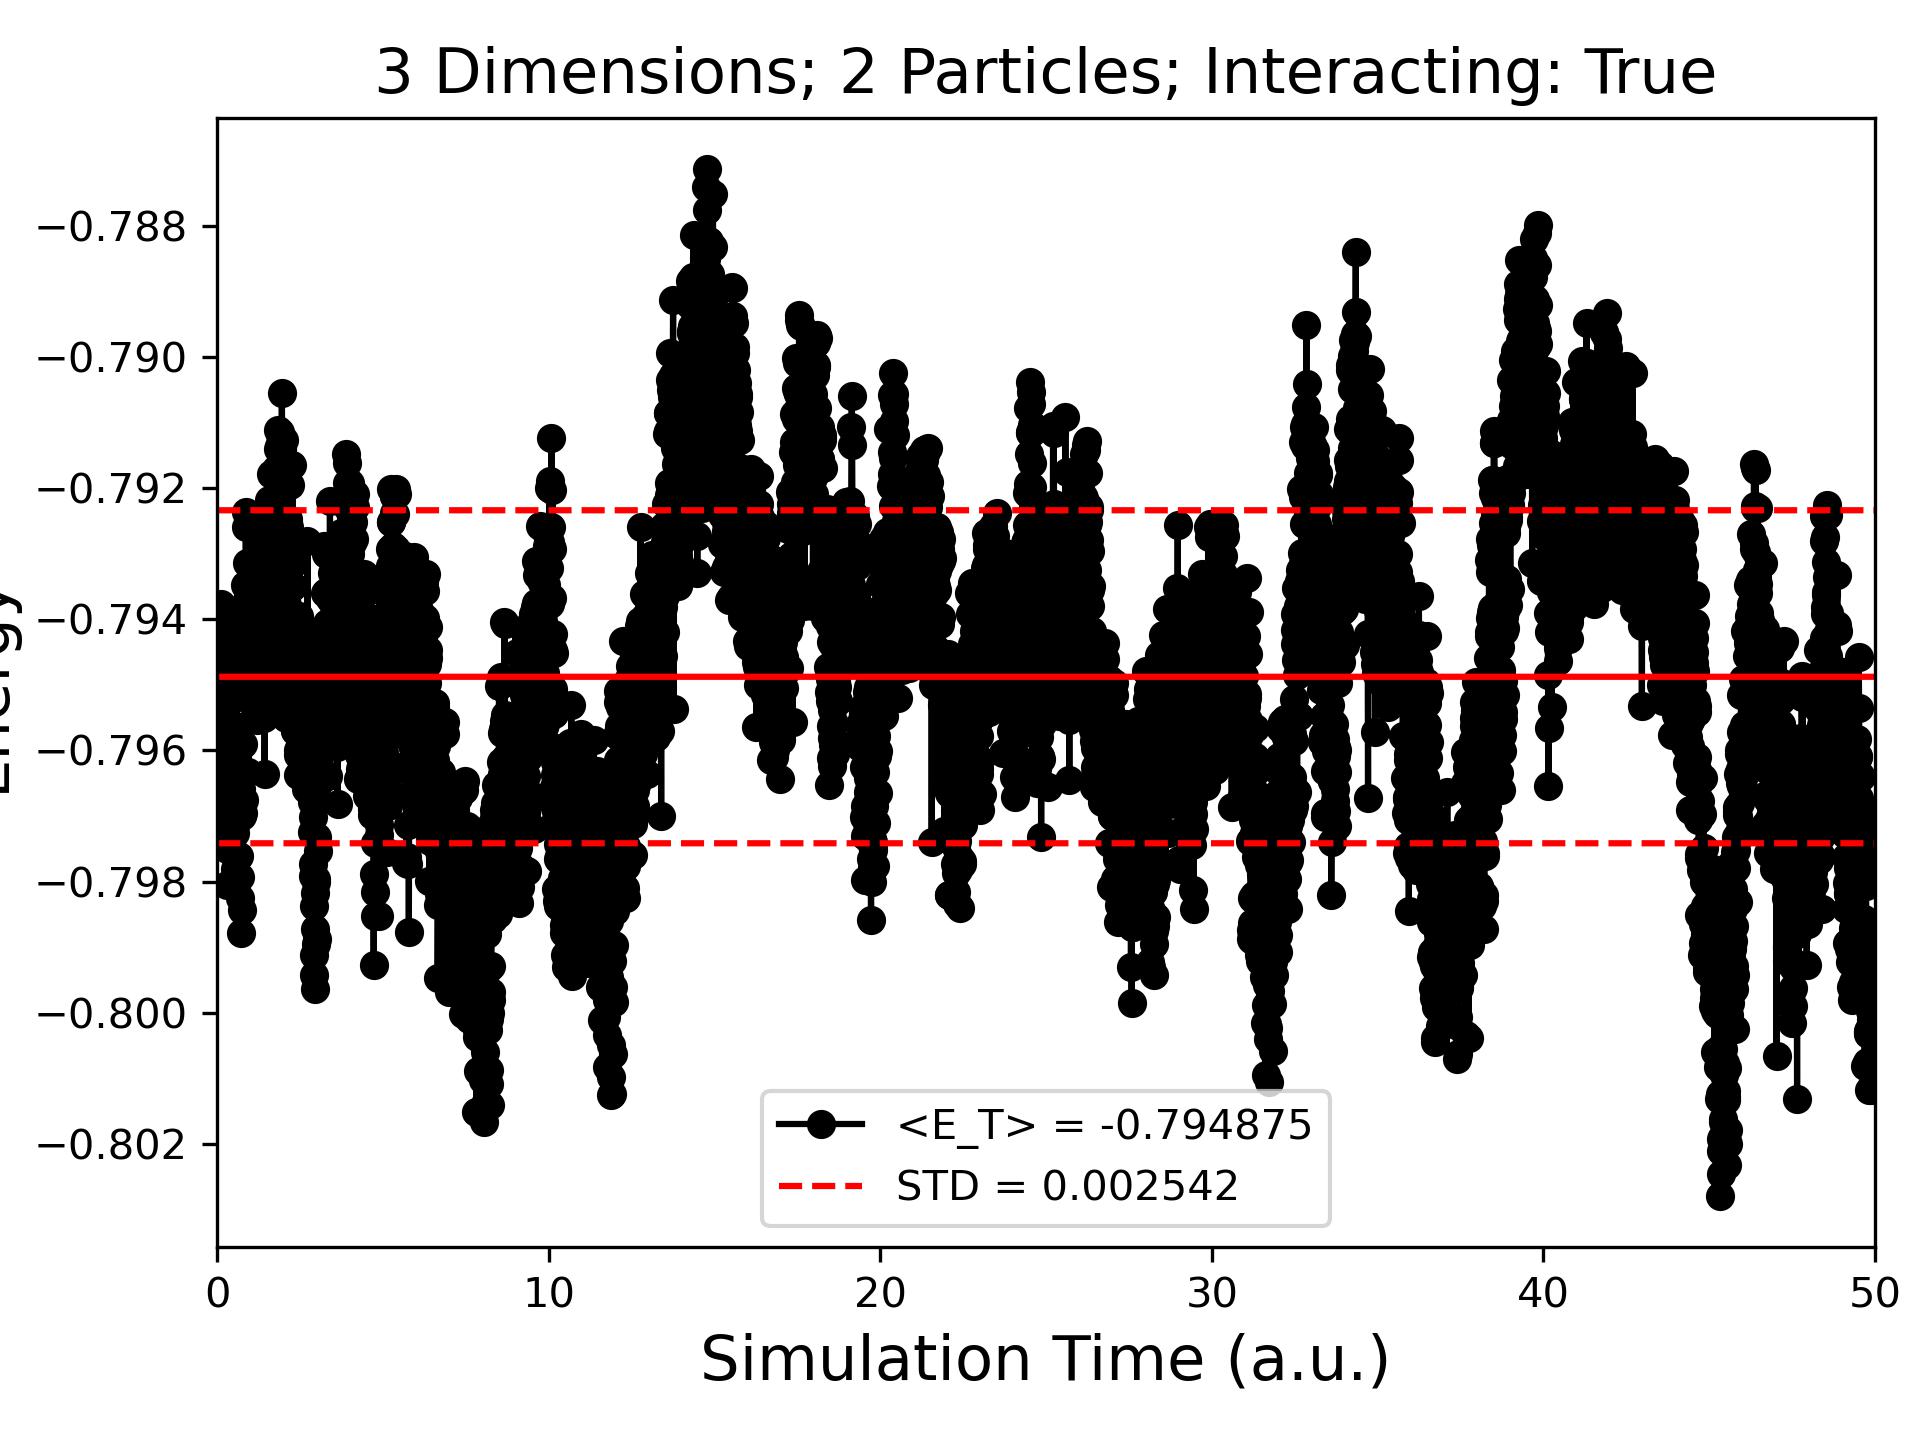 3 Dimensions; 2 Particles; Interacting: True
Energy
−0.788
−0.790
−0.792
−0.794
−0.796
−0.798
−0.800
−0.802
<E_T> = -0.794875
STD = 0.002542
0 10 20 30 40 50
Simulation Time (a.u.)